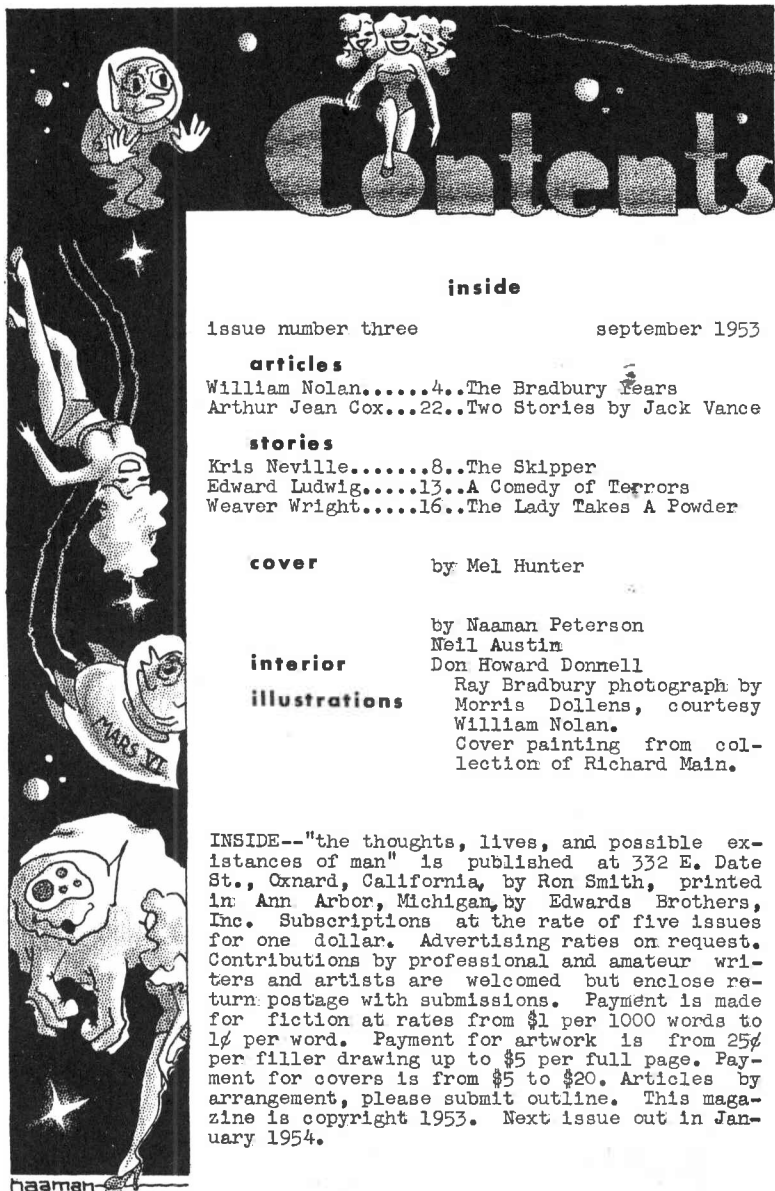 Contents
inside
issue number three september 1953
articles
William Nolan......4..The Bradbury Years
Arthur Jean Cox...22..Two Stories by Jack Vance
stories
Kris Neville.......8..The Skipper
Edward Ludwig.....13..A Comedy of Terrors
Weaver Wright.....16..The Lady Takes A Powder
cover by Mel Hunter
by Naaman Peterson
Neil Austin
interior Don Howard Donnell
Ray Bradbury photograph by
illustrations Morris Dollens, courtesy
William Nolan.
Cover painting from col-
lection of Richard Main.
MARS VI
INSIDE--"the thoughts, lives, and possible ex-
istances of man" is published at 332 E. Date
St., Oxnard, California, by Ron Smith, printed
in Ann Arbor, Michigan, by Edwards Brothers,
Inc. Subscriptions at the rate of five issues
for one dollar. Advertising rates on request.
Contributions by professional and amateur wri-
ters and artists are welcomed but enclose re-
turn postage with submissions. Payment is made
for fiction at rates from $1 per 1000 words to
1¢ per word. Payment for artwork is from 25¢
per filler drawing up to $5 per full page. Pay-
ment for covers is from $5 to $20. Articles by
arrangement, please submit outline. This maga-
zine is copyright 1953. Next issue out in Jan-
uary 1954.
naaman